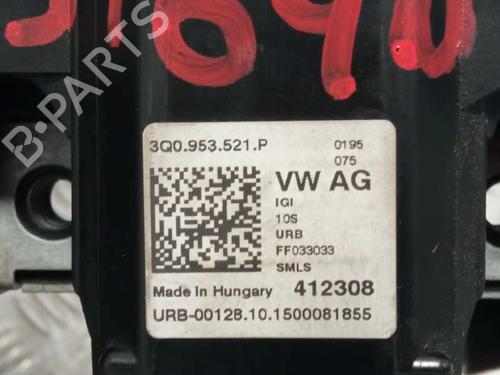 3Q0.953.521.P
0195
075
VW AG
IGI
10S
URB
FF033033
SMLS
Made In Hungary 412308
URB-00128.10.1500081855
B-PARTS